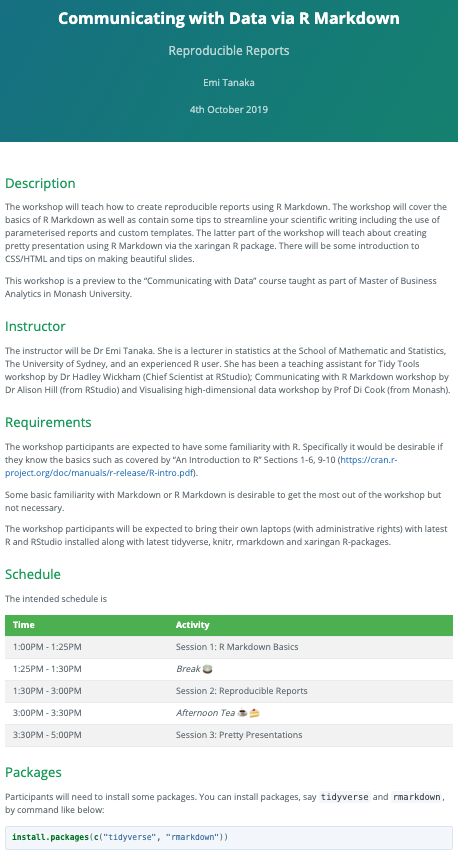 Communicating with Data via R Markdown
Reproducible Reports
Emi Tanaka
4th October 2019
Description
The workshop will teach how to create reproducible reports using R Markdown. The workshop will cover the
basics of R Markdown as well as contain some tips to streamline your scientific writing including the use of
parameterised reports and custom templates. The latter part of the workshop will teach about creating
pretty presentation using R Markdown via the xaringan R package. There will be some introduction to
CSS/HTML and tips on making beautiful slides.
This workshop is a preview to the “Communicating with Data” course taught as part of Master of Business
Analytics in Monash University.
Instructor
The instructor will be Dr Emi Tanaka. She is a lecturer in statistics at the School of Mathematic and Statistics,
The University of Sydney, and an experienced R user. She has been a teaching assistant for Tidy Tools
workshop by Dr Hadley Wickham (Chief Scientist at RStudio); Communicating with R Markdown workshop by
Dr Alison Hill (from RStudio) and Visualising high-dimensional data workshop by Prof Di Cook (from Monash).
Requirements
The workshop participants are expected to have some familiarity with R. Specifically it would be desirable if
they know the basics such as covered by “An Introduction to R” Sections 1-6, 9-10 (https://cran.r-
project.org/doc/manuals/r-release/R-intro.pdf).
Some basic familiarity with Markdown or R Markdown is desirable to get the most out of the workshop but
not necessary.
The workshop participants will be expected to bring their own laptops (with administrative rights) with latest
R and RStudio installed along with latest tidyverse, knitr, rmarkdown and xaringan R-packages.
Schedule
The intended schedule is
Time Activity
1:00PM - 1:25PM Session 1: R Markdown Basics
1:25PM - 1:30PM Break
1:30PM - 3:00PM Session 2: Reproducible Reports
3:00PM - 3:30PM Afternoon Tea ☕🍰
3:30PM - 5:00PM Session 3: Pretty Presentations
Packages
Participants will need to install some packages. You can install packages, say tidyverse and rmarkdown,
by command like below:
install.packages(c("tidyverse", "rmarkdown"))